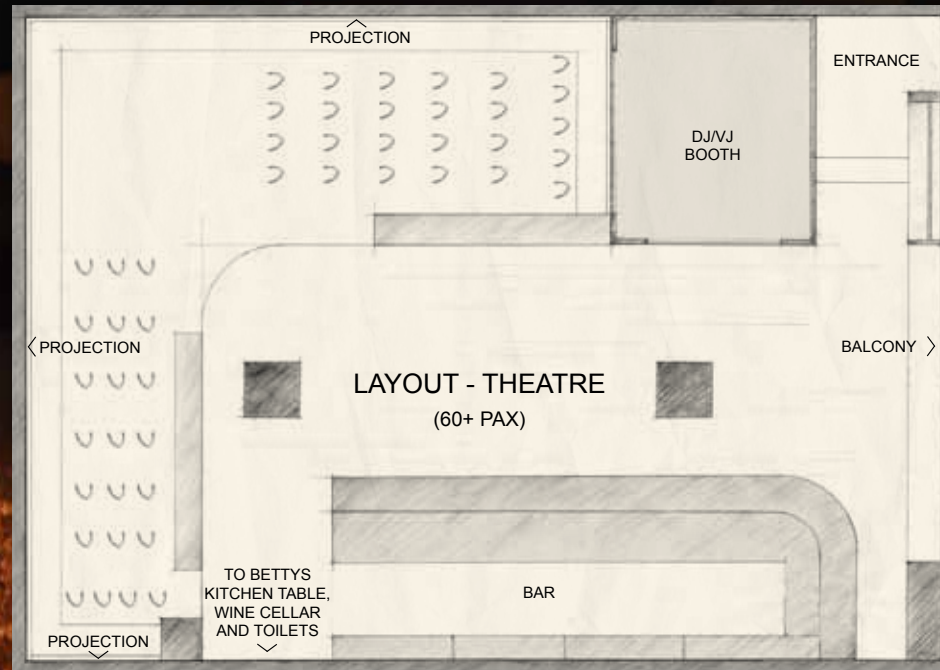 PROJECTION
ENTRANCE
DJ/VJ
BOOTH
PROJECTION
BALCONY
LAYOUT - THEATRE
(60+ PAX)
TO BETTYS
KITCHEN TABLE,
WINE CELLAR
AND TOILETS
BAR
PROJECTION